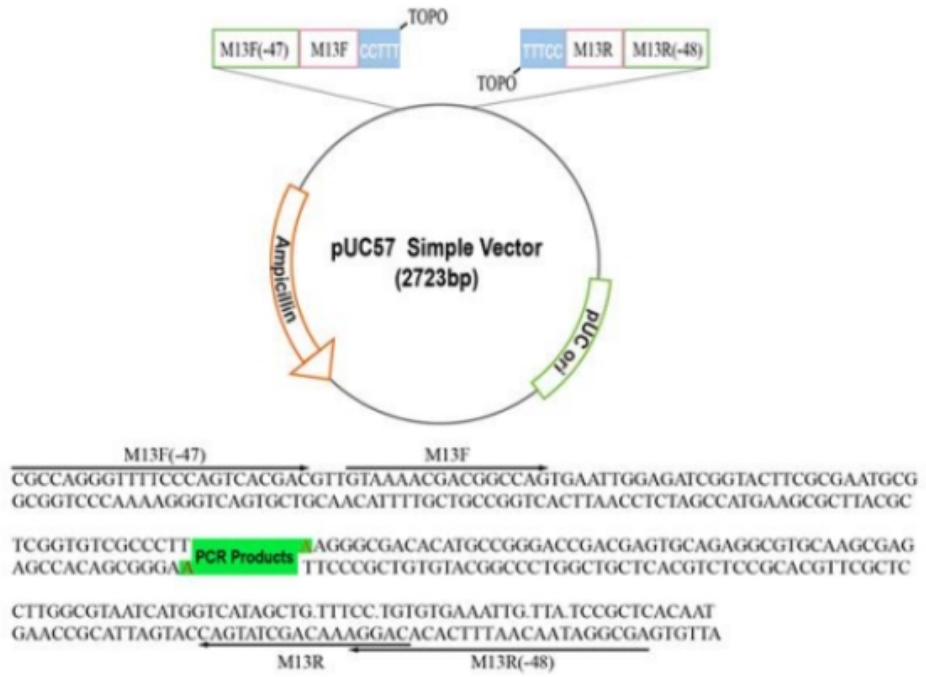 TOPO
M13F(-47) M13F CCTTT
TTTCC M13R M13R(-48)
TOPO
Ampicillin
pUC57 Simple Vector
(2723bp)
pUC ori
M13F(-47) M13F
CGCCAGGGTTTTCCCAGTCACGACGTTGTAAAACGACGGCCAGTGAATTGGAGATCGGTACTTCGCGAATGCG
GCGGTCCCAAAAGGGTCAGTGCTGCAACATTTTGCTGCCGGTCACTTAACCTCTAGCCATGAAGCGCTTACGC
TCGGTGTCGCCCTT PCR Products AAGGGCGACACATGCCGGGACCGACGAGTGCAGAGGCGTGCAAGCGAG
AGCCACAGCGGGAA TTCCCGCTGTGTACGGCCCTGGCTGCTCACGTCTCCGCACGTTCGCTC
CTTGGCGTAATCATGGTCATAGCTG.TTTCC.TGTGTGAAATTG.TTA.TCCGCTCACAAT
GAACCGCATTAGTACCAGTATCGACAAAGGACACACTTTAACAATAGGCGAGTGTTA
M13R M13R(-48)